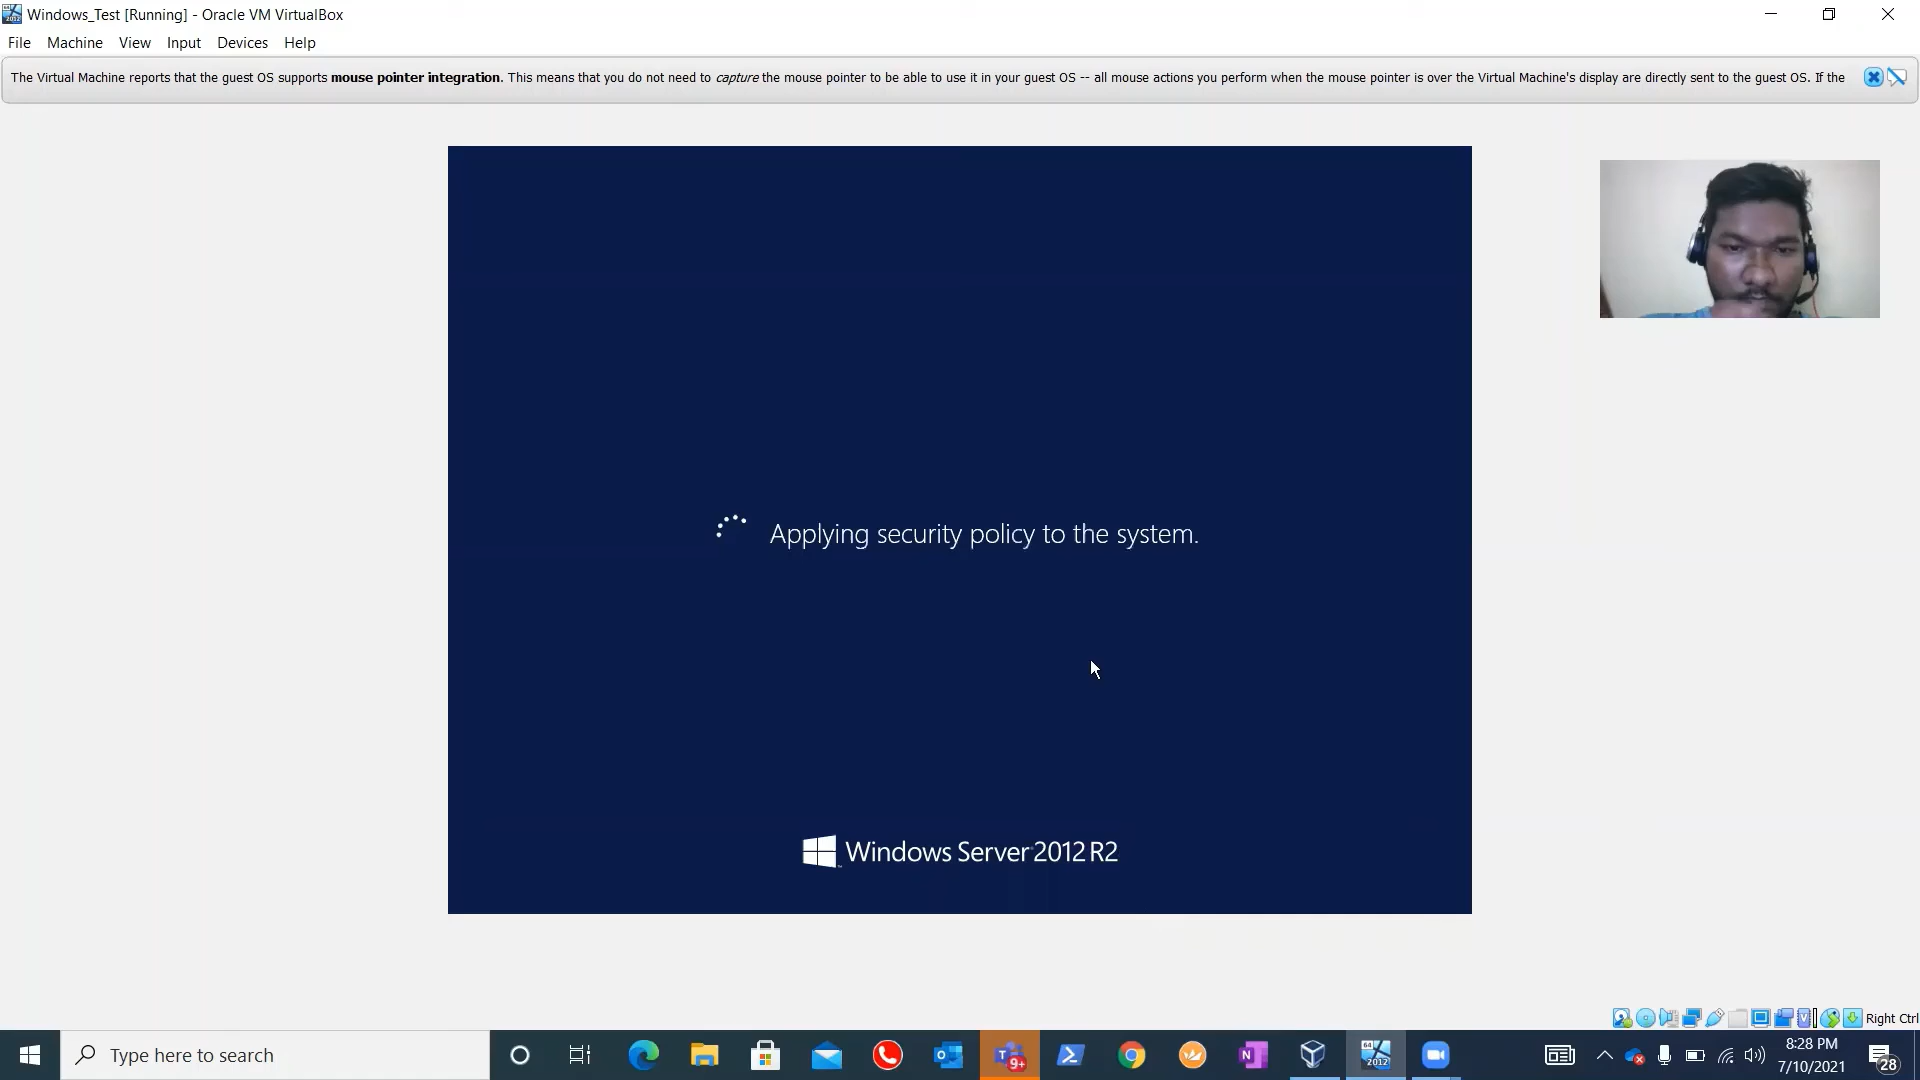 Windows_Test [Running] - Oracle VM VirtualBox
File Machine View Input Devices Help
The Virtual Machine reports that the guest OS supports mouse pointer integration. This means that you do not need to capture the mouse pointer to be able to use it in your guest OS -- all mouse actions you perform when the mouse pointer is over the Virtual Machine's display are directly sent to the guest OS. If the
Applying security policy to the system.
Windows Server 2012 R2
Right Ctrl
Type here to search
9+
64
2012
8:28 PM
7/10/2021
28